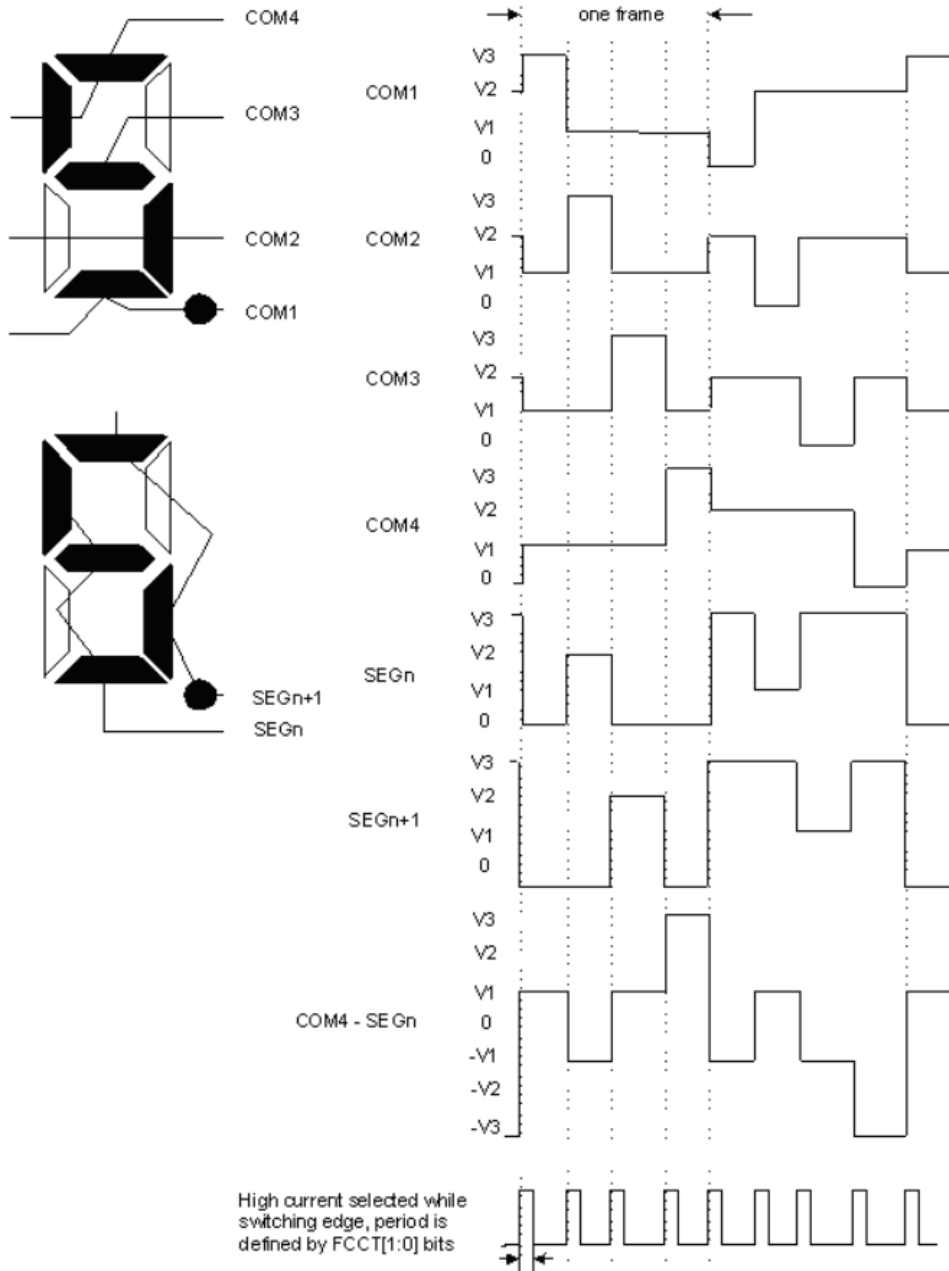 COM4
COM3
COM2
COM1
SEGn+1
SEGn
one frame
COM1
V3
V2
V1
0
COM2
V3
V2
V1
0
COM3
V3
V2
V1
0
COM4
V3
V2
V1
0
SEGn
V3
V2
V1
0
SEGn+1
V3
V2
V1
0
COM4 - SEGn
V3
V2
V1
0
-V1
-V2
-V3
High current selected while
switching edge, period is
defined by FCCT[1:0] bits